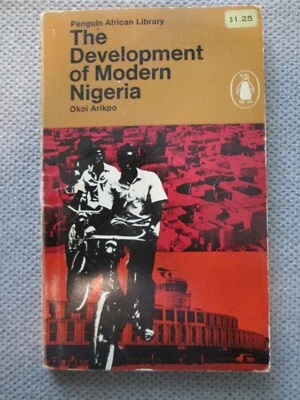 Penguin African Library
$1.25
The
Development
of Modern
Nigeria
Okoi Arikpo